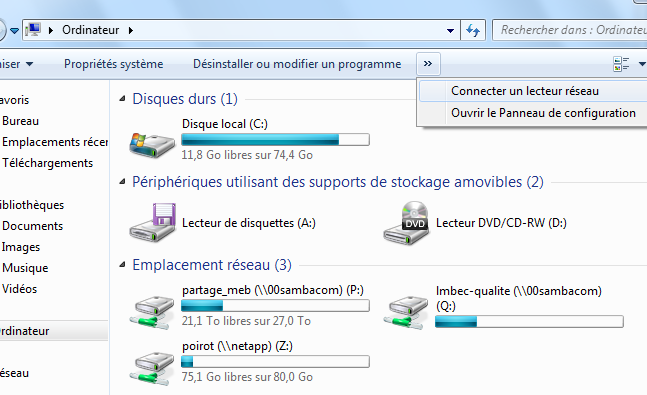 Ordinateur
Rechercher dans : Ordinateu
iser Propriétés système Désinstaller ou modifier un programme »
Connecter un lecteur réseau
Ouvrir le Panneau de configuration
avoris
Bureau
Emplacements récen
Téléchargements
ibliothèques
Documents
Images
Musique
Vidéos
Ordinateur
éseau
Disques durs (1)
Disque local (C:)
11,8 Go libres sur 74,4 Go
Périphériques utilisant des supports de stockage amovibles (2)
Lecteur de disquettes (A:)
DVD
Lecteur DVD/CD-RW (D:)
Emplacement réseau (3)
partage_meb (\\00sambacom) (P:)
21,1 To libres sur 27,0 To
lmbec-qualite (\\00sambacom)
(Q:)
poirot (\\netapp) (Z:)
75,1 Go libres sur 80,0 Go